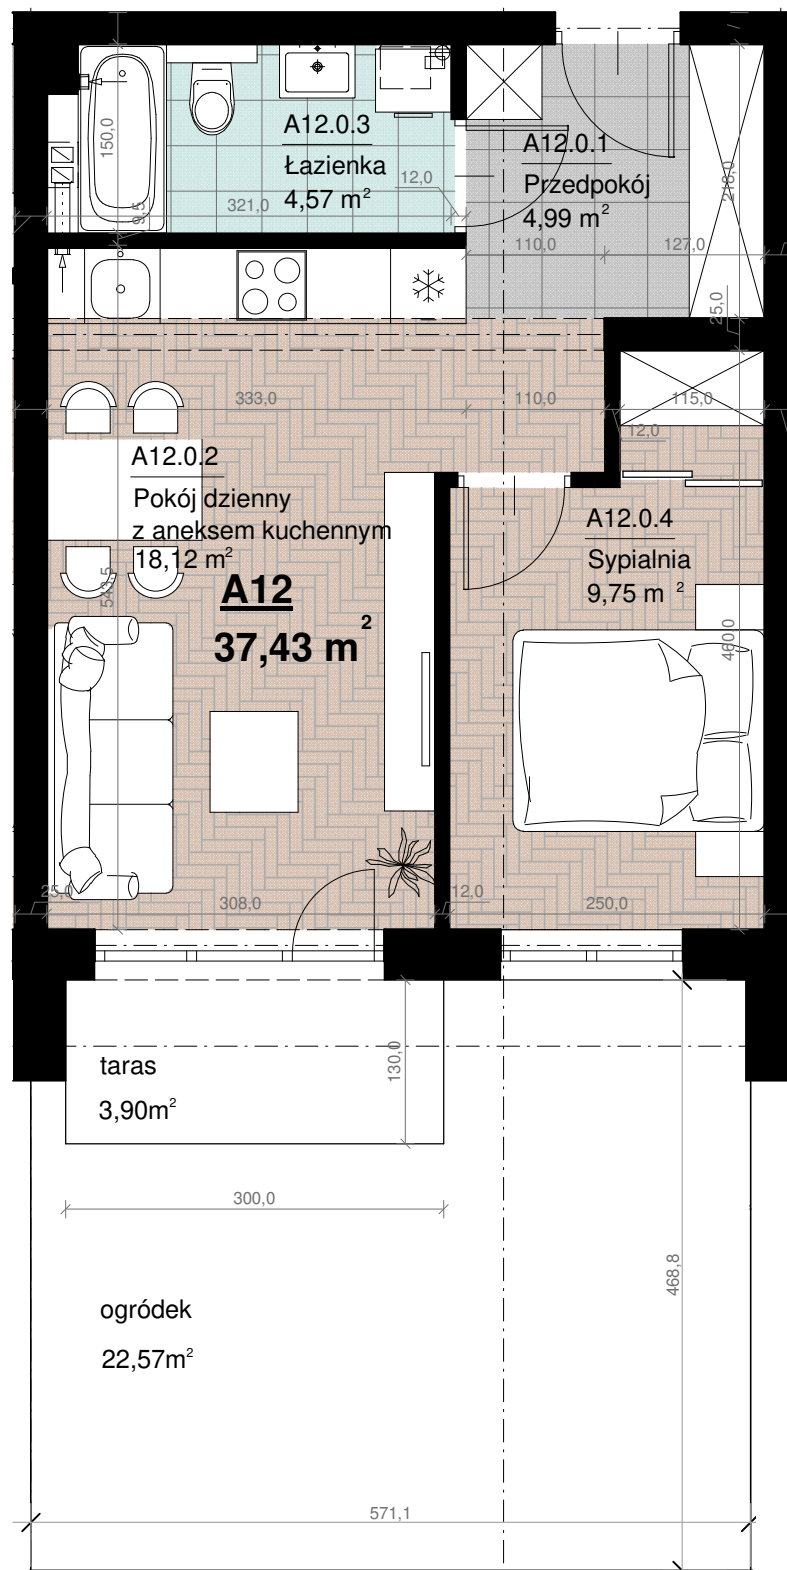 A12.0.3
Łazienka
4,57 m²
A12.0.1
Przedpokój
4,99 m²
150,0
9,5
321,0
12,0
110,0
127,0
218,0
25,0
333,0
110,0
115,0
12,0
A12.0.2
Pokój dzienny
z aneksem kuchennym
18,12 m²
543,5
A12
37,43 m²
A12.0.4
Sypialnia
9,75 m²
460,0
25,0
308,0
12,0
250,0
taras
3,90m²
130,0
300,0
468,8
ogródek
22,57m²
571,1